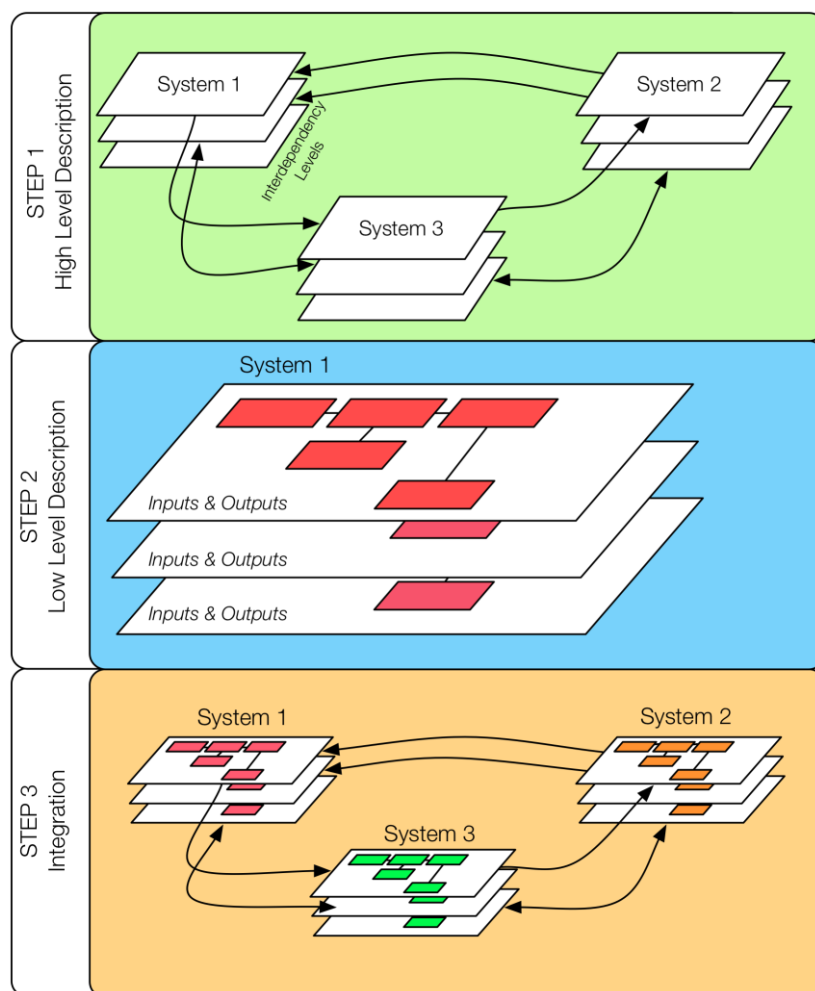 STEP 1
High Level Description
System 1
System 2
Interdependency
Levels
System 3
STEP 2
Low Level Description
System 1
Inputs & Outputs
Inputs & Outputs
Inputs & Outputs
STEP 3
Integration
System 1
System 2
System 3